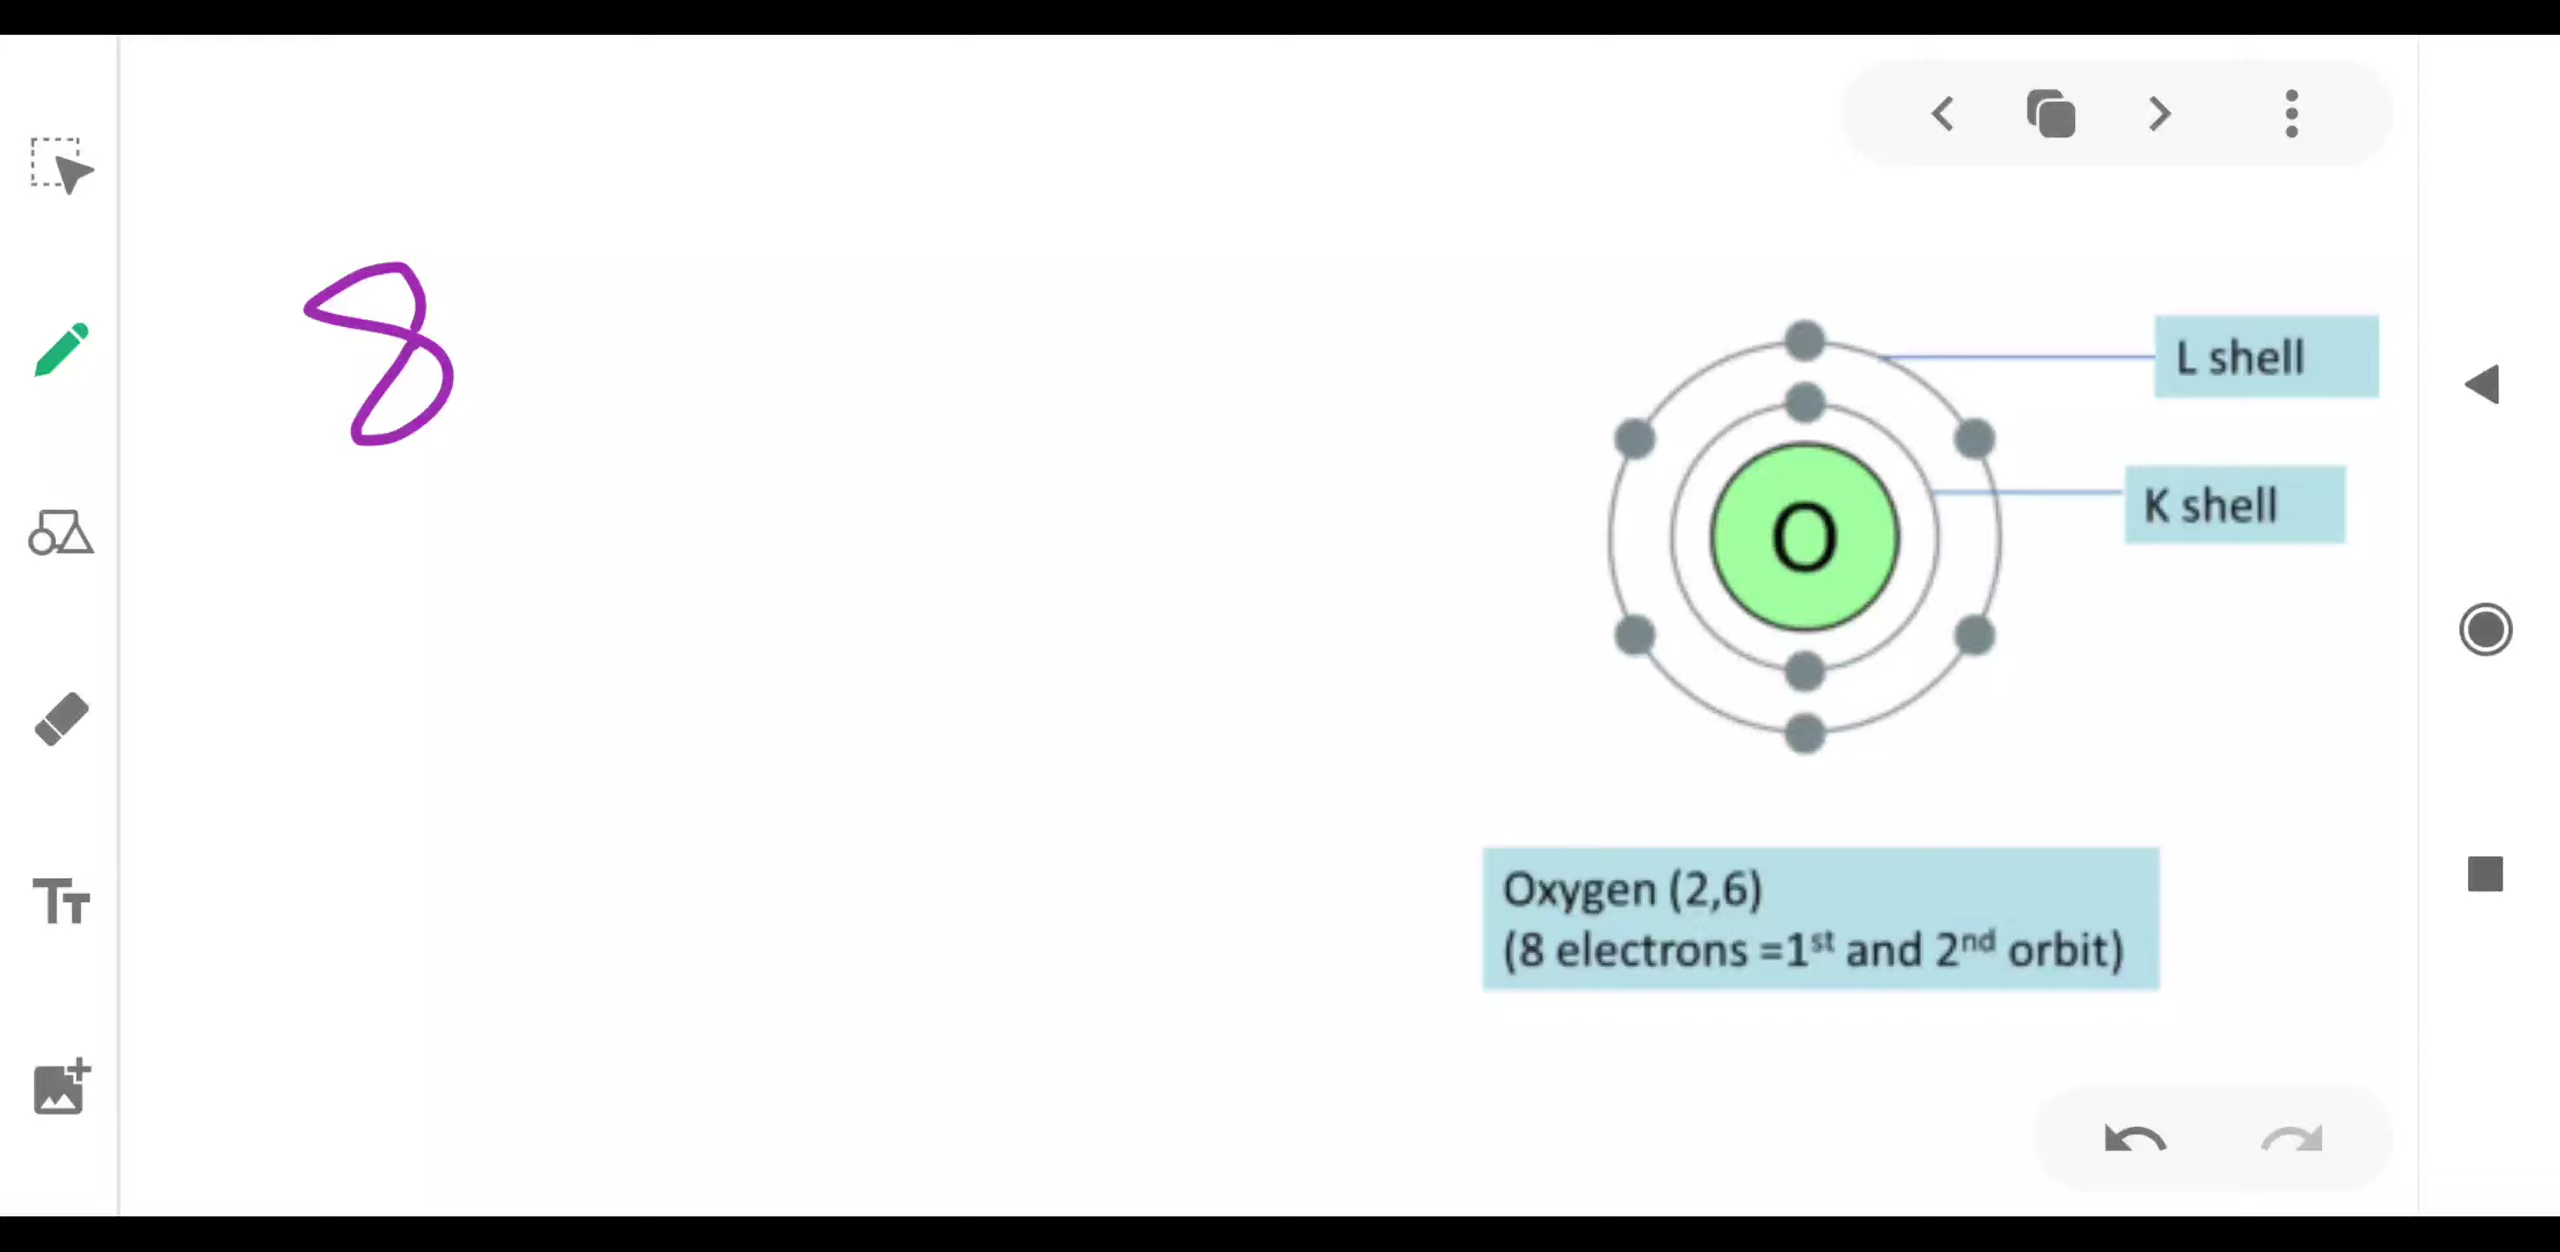 8
L shell
K shell
O
Oxygen (2,6)
(8 electrons =1st and 2nd orbit)